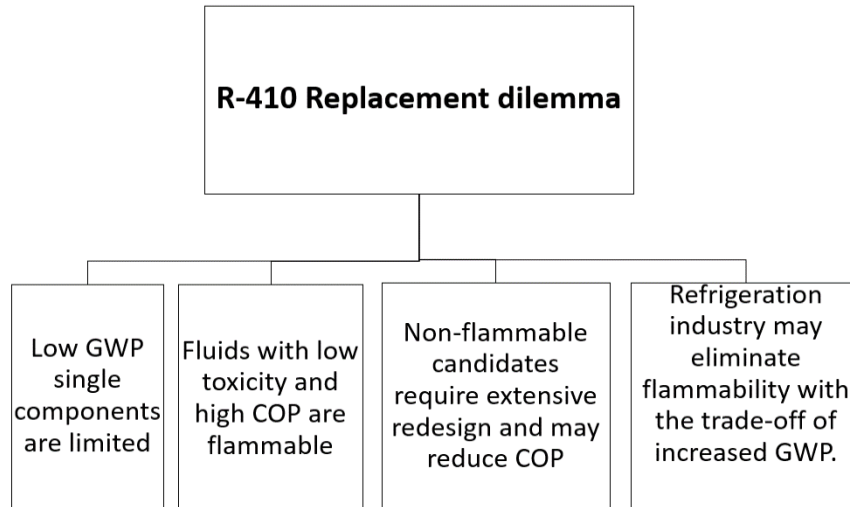 R-410 Replacement dilemma
Low GWP
single
components
are limited
Fluids with low
toxicity and
high COP are
flammable
Non-flammable
candidates
require extensive
redesign and may
reduce COP
Refrigeration
industry may
eliminate
flammability with
the trade-off of
increased GWP.